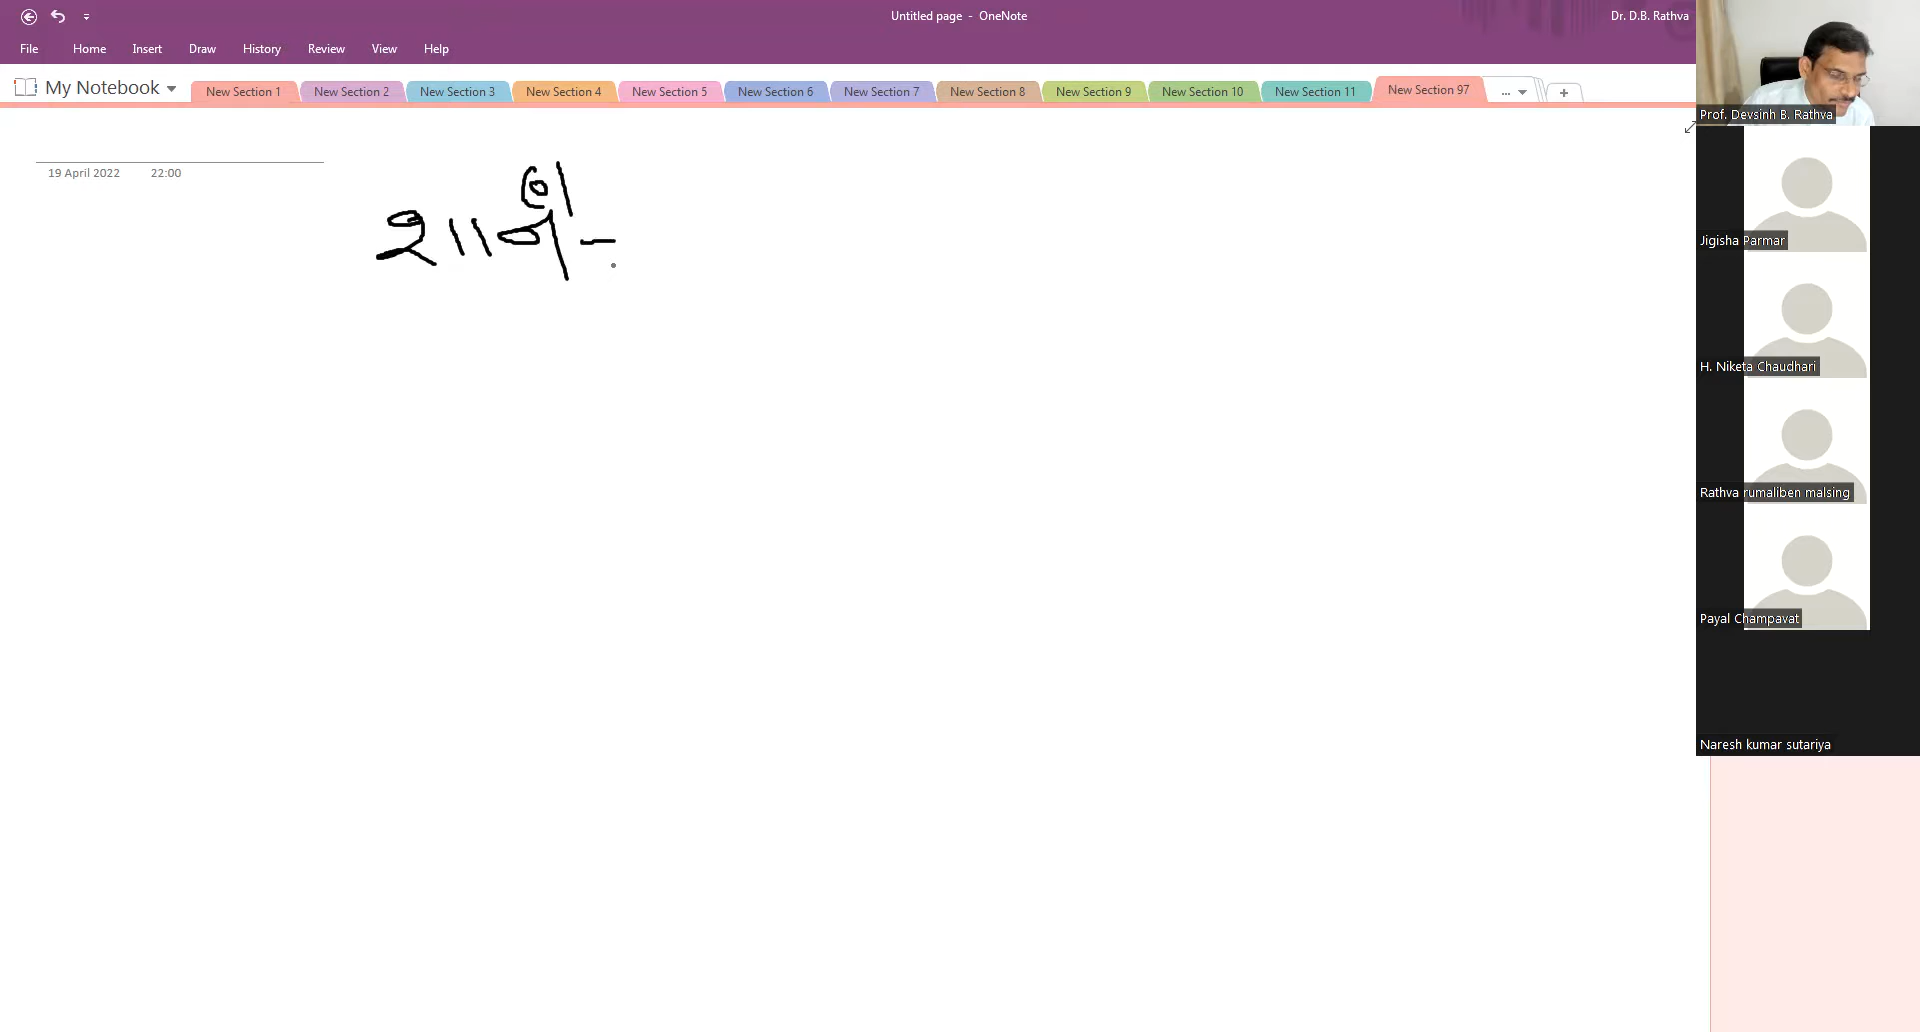 Untitled page - OneNote
Dr. D.B. Rathva
File Home Insert Draw History Review View Help
My Notebook New Section 1 New Section 2 New Section 3 New Section 4 New Section 5 New Section 6 New Section 7 New Section 8 New Section 9 New Section 10 New Section 11 New Section 97 ... +
19 April 2022 22:00
Prof. Devsinh B. Rathva
Jigisha Parmar
H. Niketa Chaudhari
Rathva rumaliben malsing
Payal Champavat
Naresh kumar sutariya